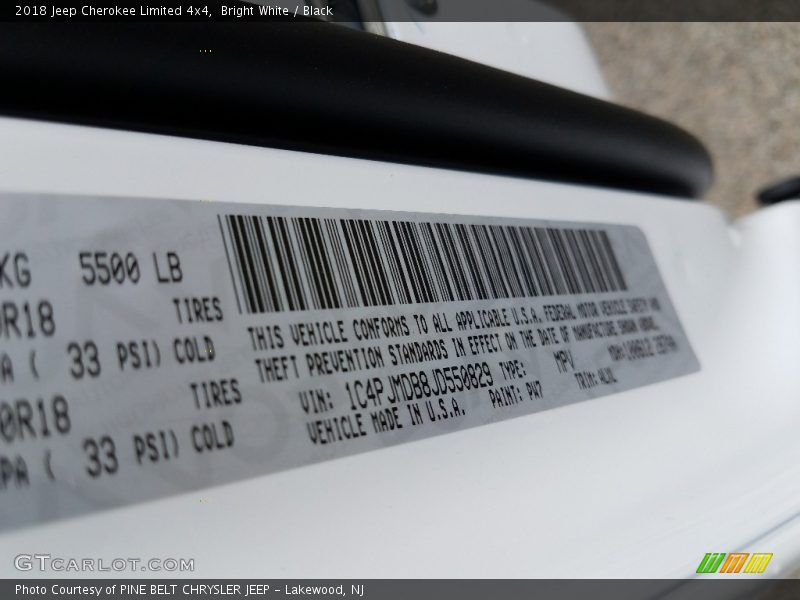 2018 Jeep Cherokee Limited 4x4,  Bright White / Black
KG 5500 LB
R18 TIRES
PA ( 33 PSI) COLD
0R18 TIRES
PA ( 33 PSI) COLD
THIS VEHICLE CONFORMS TO ALL APPLICABLE U.S.A. FEDERAL MOTOR VEHICLE SAFETY AND
THEFT PREVENTION STANDARDS IN EFFECT ON THE DATE OF MANUFACTURE SHOWN ABOVE.
VIN: 1C4PJMDB8JD550829 TYPE: MPV
VEHICLE MADE IN U.S.A. PAINT: PW7 TRIM:
GTCARLOT.COM
Photo Courtesy of PINE BELT CHRYSLER JEEP – Lakewood, NJ